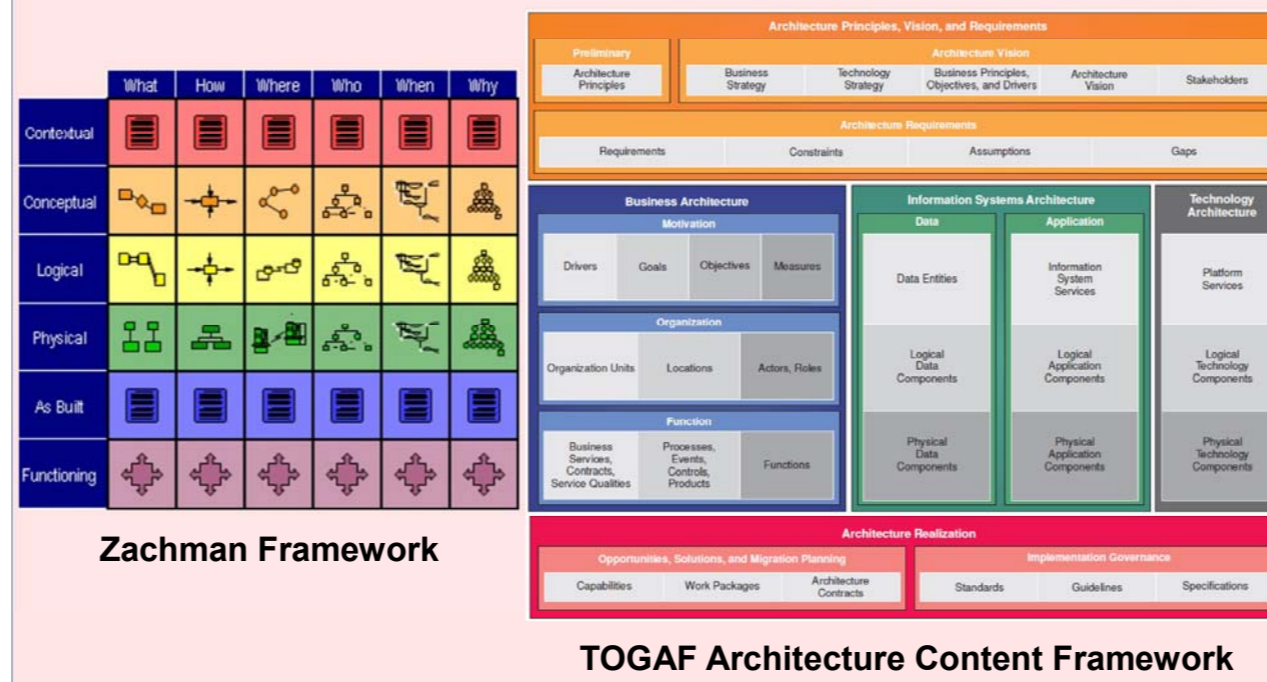 What How Where Who When Why
Contextual
Conceptual
Logical
Physical
As Built
Functioning
Zachman Framework
Architecture Principles, Vision, and Requirements
Preliminary
Architecture
Principles
Architecture Vision
Business
Strategy
Technology
Strategy
Business Principles,
Objectives, and Drivers
Architecture
Vision
Stakeholders
Architecture Requirements
Requirements Constraints Assumptions Gaps
Business Architecture
Motivation
Drivers Goals Objectives Measures
Organization
Organization Units Locations Actors, Roles
Function
Business
Services,
Contracts,
Service Qualities
Processes,
Events,
Controls,
Products
Functions
Information Systems Architecture
Data
Data Entities
Logical
Data
Components
Physical
Data
Components
Application
Information
System
Services
Logical
Application
Components
Physical
Application
Components
Technology
Architecture
Platform
Services
Logical
Technology
Components
Physical
Technology
Components
Architecture Realization
Opportunities, Solutions, and Migration Planning
Capabilities Work Packages
Architecture
Contracts
Implementation Governance
Standards Guidelines Specifications
TOGAF Architecture Content Framework